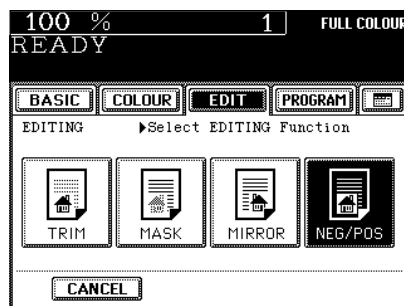 100 % 1 FULL COLOUR
READY
BASIC COLOUR EDIT PROGRAM
EDITING ▶Select EDITING Function
TRIM MASK MIRROR NEG/POS
CANCEL